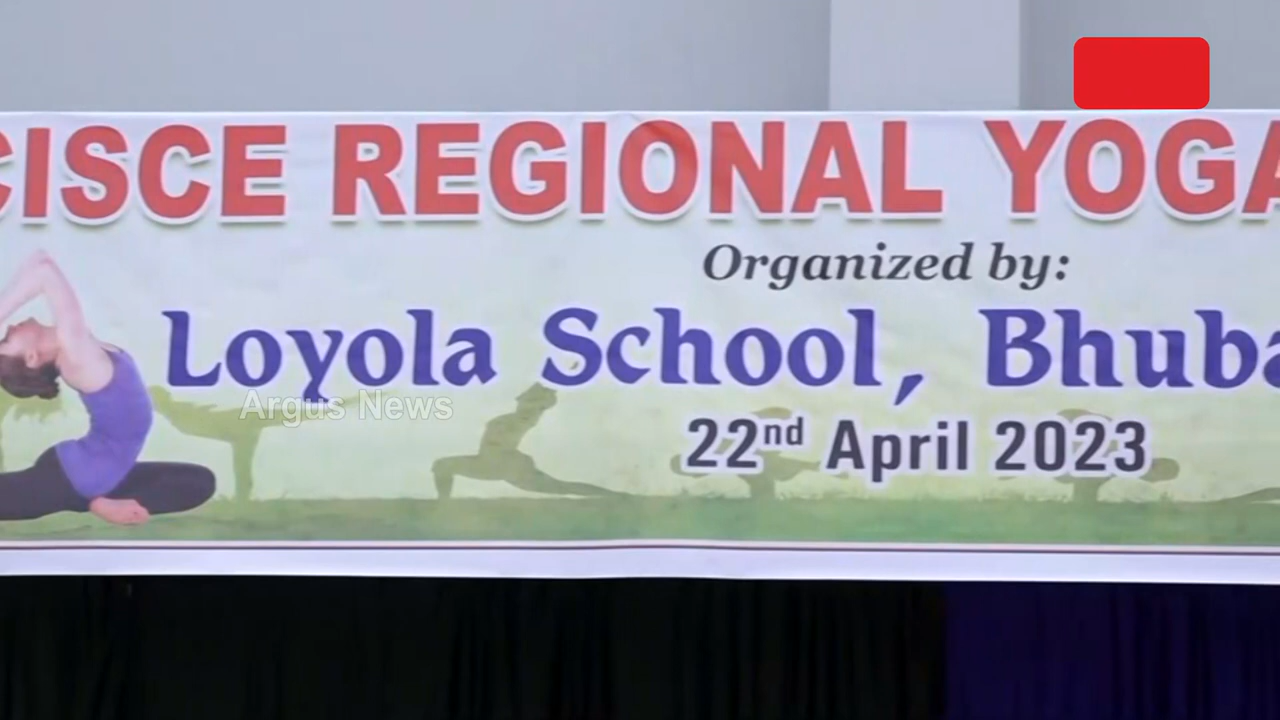 CISCE REGIONAL YOGA
Organized by:
Loyola School, Bhuba
Argus News
22nd April 2023